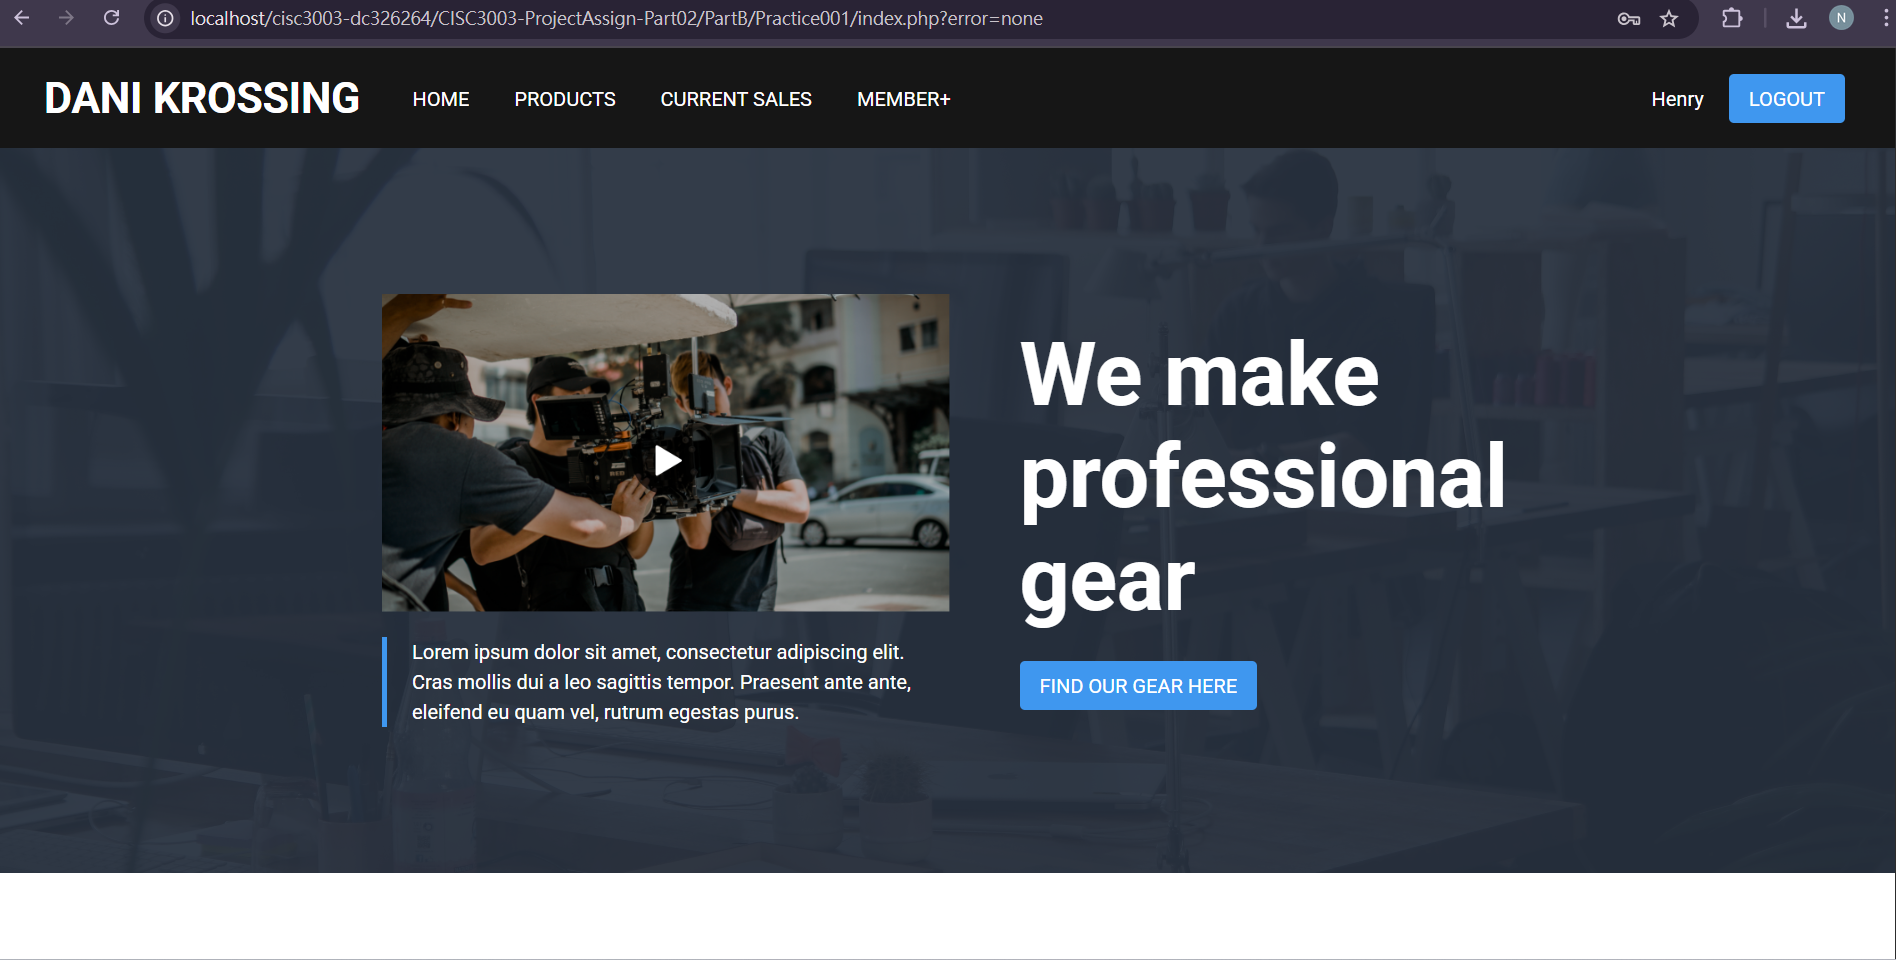 localhost/cisc3003-dc326264/CISC3003-ProjectAssign-Part02/PartB/Practice001/index.php?error=none
N
DANI KROSSING
HOME
PRODUCTS
CURRENT SALES
MEMBER+
Henry
LOGOUT
We make
professional
gear
RED
Lorem ipsum dolor sit amet, consectetur adipiscing elit.
Cras mollis dui a leo sagittis tempor. Praesent ante ante,
eleifend eu quam vel, rutrum egestas purus.
FIND OUR GEAR HERE